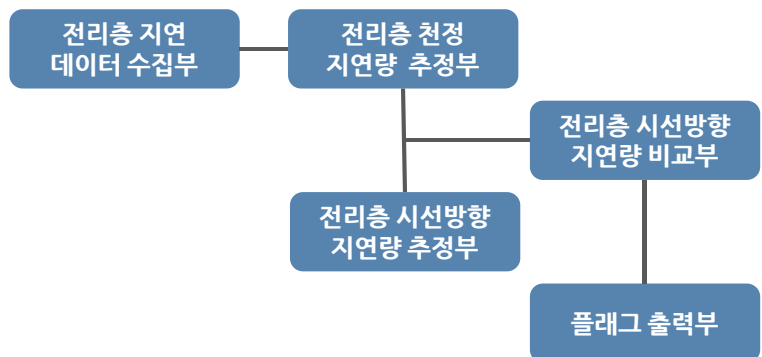 전리층 지연
데이터 수집부
전리층 천정
지연량 추정부
전리층 시선방향
지연량 비교부
전리층 시선방향
지연량 추정부
플래그 출력부